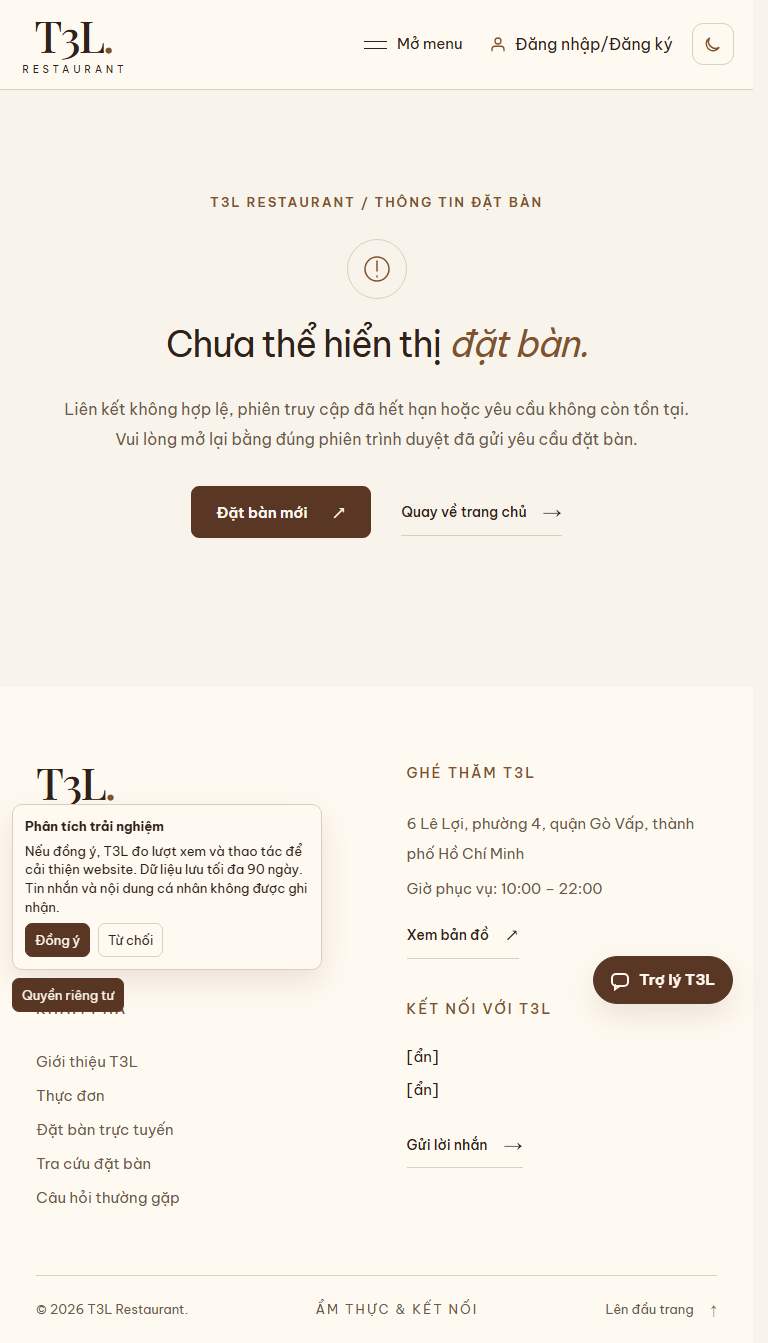 T3L.
RESTAURANT
Mở menu
Đăng nhập/Đăng ký
T3L RESTAURANT / THÔNG TIN ĐẶT BÀN
Chưa thể hiển thị đặt bàn.
Liên kết không hợp lệ, phiên truy cập đã hết hạn hoặc yêu cầu không còn tồn tại.
Vui lòng mở lại bằng đúng phiên trình duyệt đã gửi yêu cầu đặt bàn.
Đặt bàn mới ↗
Quay về trang chủ →
T3L.
Phân tích trải nghiệm
Nếu đồng ý, T3L đo lượt xem và thao tác để
cải thiện website. Dữ liệu lưu tối đa 90 ngày.
Tin nhắn và nội dung cá nhân không được ghi
nhận.
Đồng ý
Từ chối
Quyền riêng tư
Giới thiệu T3L
Thực đơn
Đặt bàn trực tuyến
Tra cứu đặt bàn
Câu hỏi thường gặp
GHÉ THĂM T3L
6 Lê Lợi, phường 4, quận Gò Vấp, thành
phố Hồ Chí Minh
Giờ phục vụ: 10:00 – 22:00
Xem bản đồ ↗
Trợ lý T3L
KẾT NỐI VỚI T3L
[ẩn]
[ẩn]
Gửi lời nhắn →
© 2026 T3L Restaurant.
ẨM THỰC & KẾT NỐI
Lên đầu trang ↑